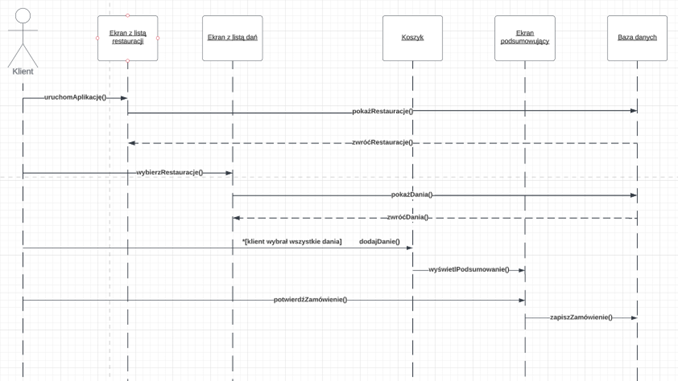 Ekran z listą
restauracji
Ekran z listą dań
Koszyk
Ekran
podsumowujący
Baza danych
Klient
uruchomAplikację()
pokażRestauracje()
zwróćRestauracje()
wybierzRestauracje()
pokażDania()
zwróćDania()
*[klient wybrał wszystkie dania] dodajDanie()
wyświetlPodsumowanie()
potwierdźZamówienie()
zapiszZamówienie()